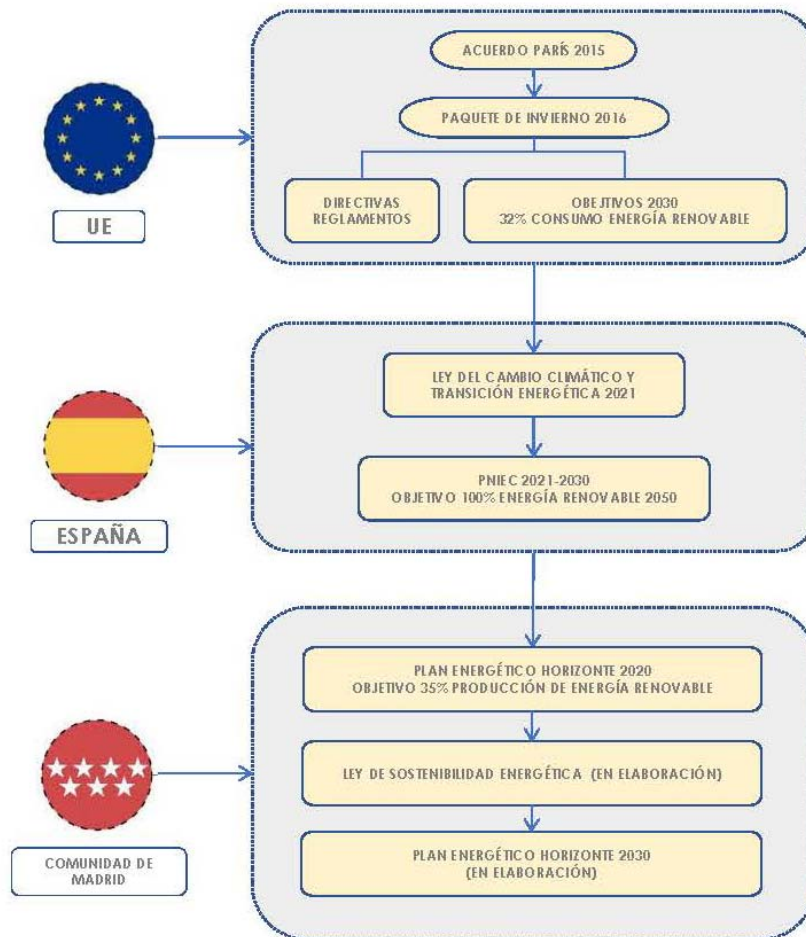 ACUERDO PARÍS 2015
PAQUETE DE INVIERNO 2016
DIRECTIVAS
REGLAMENTOS
OBEJTIVOS 2030
32% CONSUMO ENERGÍA RENOVABLE
UE
LEY DEL CAMBIO CLIMÁTICO Y
TRANSICIÓN ENERGÉTICA 2021
PNIEC 2021-2030
OBJETIVO 100% ENERGÍA RENOVABLE 2050
ESPAÑA
PLAN ENERGÉTICO HORIZONTE 2020
OBJETIVO 35% PRODUCCIÓN DE ENERGÍA RENOVABLE
LEY DE SOSTENIBILIDAD ENERGÉTICA (EN ELABORACIÓN)
PLAN ENERGÉTICO HORIZONTE 2030
(EN ELABORACIÓN)
COMUNIDAD DE
MADRID